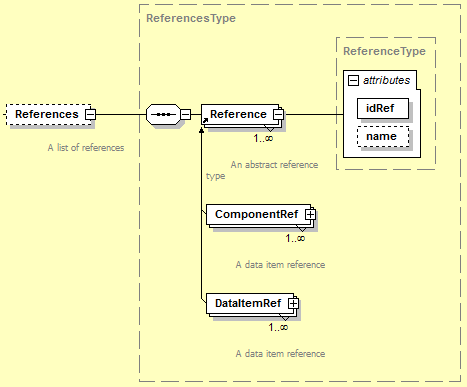 ReferencesType
ReferenceType
attributes
References
Reference
idRef
name
A list of references
1..∞
An abstract reference
type
ComponentRef
1..∞
A data item reference
DataItemRef
1..∞
A data item reference